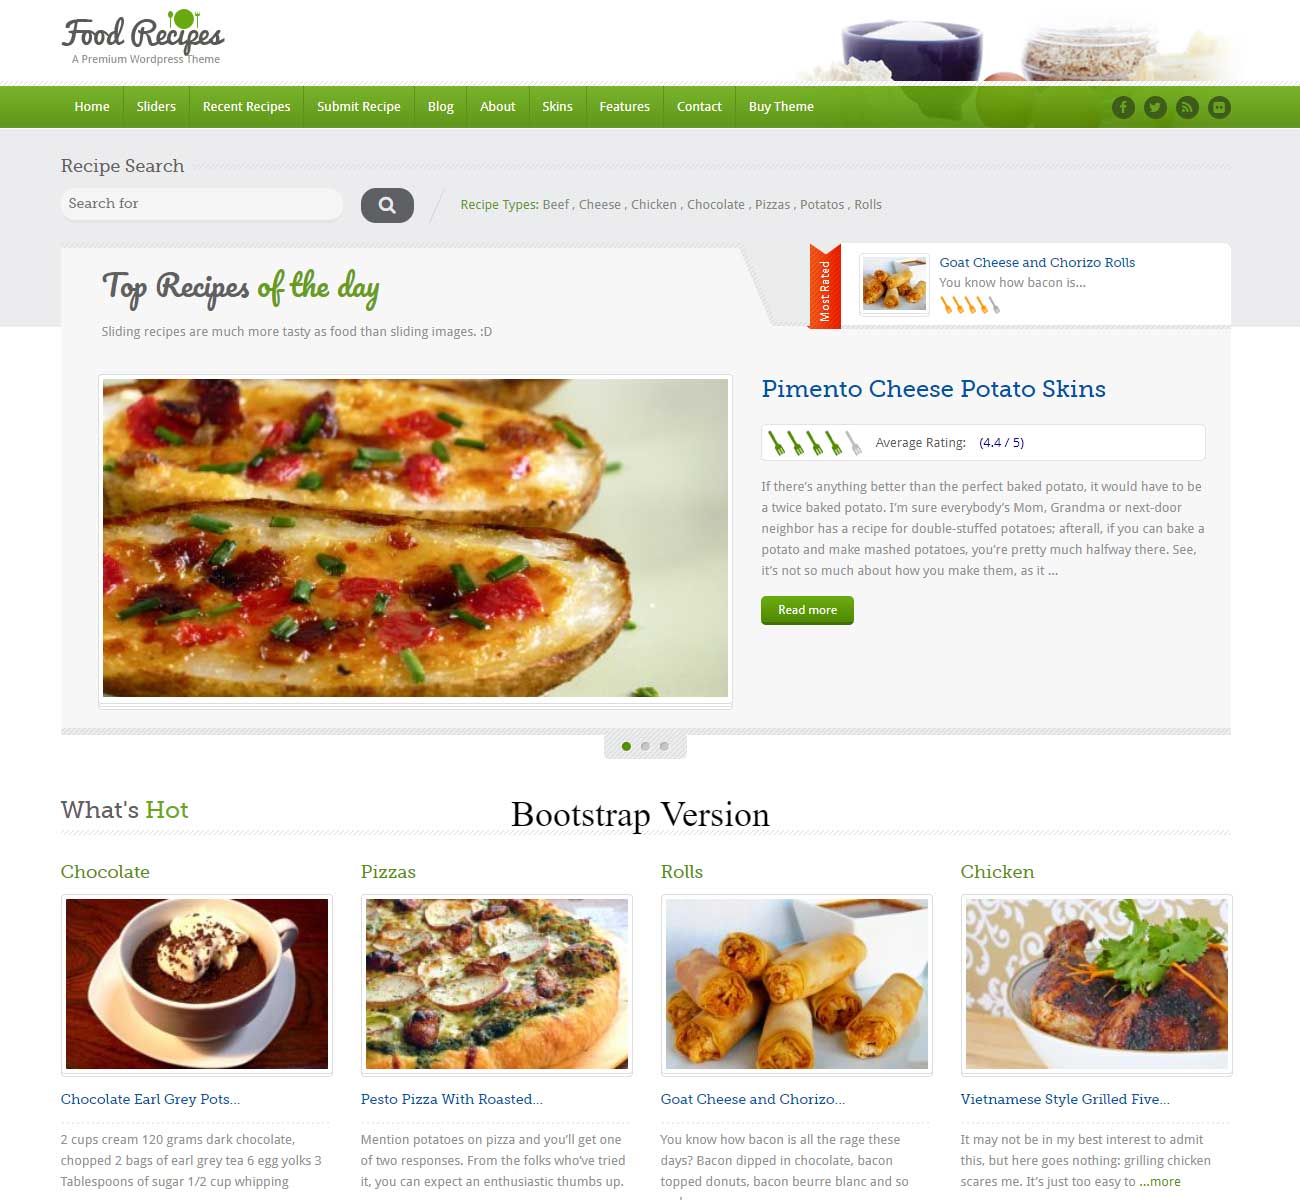 Food Recipes
A Premium Wordpress Theme
Home Sliders Recent Recipes Submit Recipe Blog About Skins Features Contact Buy Theme
Recipe Search
Search for
Recipe Types: Beef , Cheese , Chicken , Chocolate , Pizzas , Potatos , Rolls
Top Recipes of the day
Sliding recipes are much more tasty as food than sliding images. :D
Most Rated
Goat Cheese and Chorizo Rolls
You know how bacon is...
Pimento Cheese Potato Skins
Average Rating: (4.4 / 5)
If there's anything better than the perfect baked potato, it would have to be
a twice baked potato. I'm sure everybody's Mom, Grandma or next-door
neighbor has a recipe for double-stuffed potatoes; afterall, if you can bake a
potato and make mashed potatoes, you're pretty much halfway there. See,
it's not so much about how you make them, as it ...
Read more
What's Hot
Bootstrap Version
Chocolate
Chocolate Earl Grey Pots...
2 cups cream 120 grams dark chocolate,
chopped 2 bags of earl grey tea 6 egg yolks 3
Tablespoons of sugar 1/2 cup whipping
Pizzas
Pesto Pizza With Roasted...
Mention potatoes on pizza and you'll get one
of two responses. From the folks who've tried
it, you can expect an enthusiastic thumbs up.
Rolls
Goat Cheese and Chorizo...
You know how bacon is all the rage these
days? Bacon dipped in chocolate, bacon
topped donuts, bacon beurre blanc and so
Chicken
Vietnamese Style Grilled Five...
It may not be in my best interest to admit
this, but here goes nothing: grilling chicken
scares me. It's just too easy to ...more